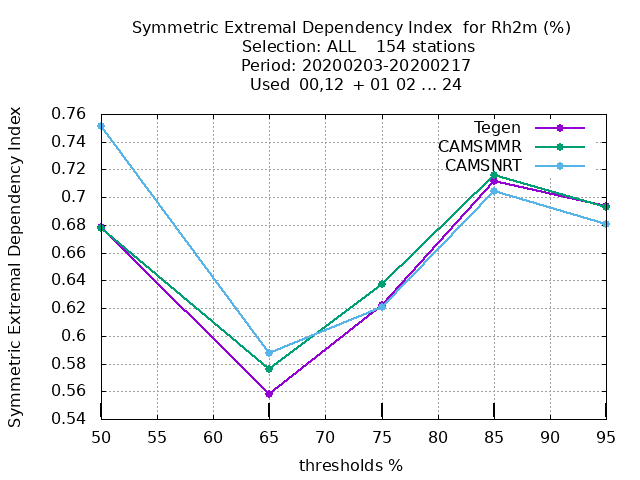 Symmetric Extremal Dependency Index  for Rh2m (%)
Selection: ALL    154 stations
Period: 20200203-20200217
Used  00,12  + 01 02 ... 24
Symmetric Extremal Dependency Index
0.76
0.74
0.72
0.7
0.68
0.66
0.64
0.62
0.6
0.58
0.56
0.54
Tegen
CAMSMMR
CAMSNRT
50 55 60 65 70 75 80 85 90 95
thresholds %